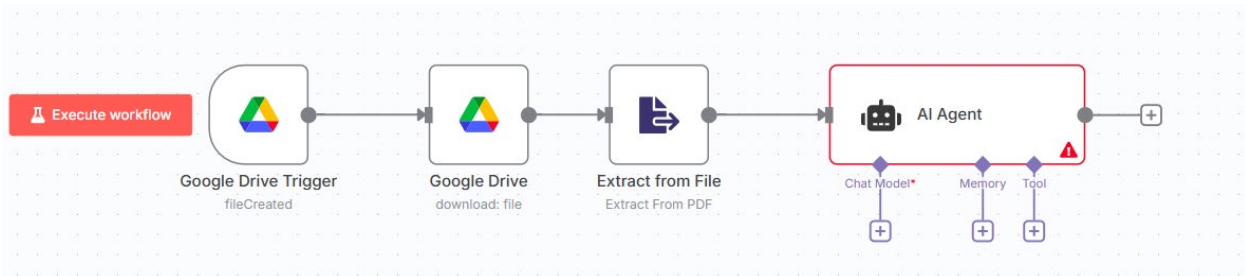 Execute workflow
Google Drive Trigger
fileCreated
Google Drive
download: file
Extract from File
Extract From PDF
AI Agent
Chat Model*
Memory
Tool